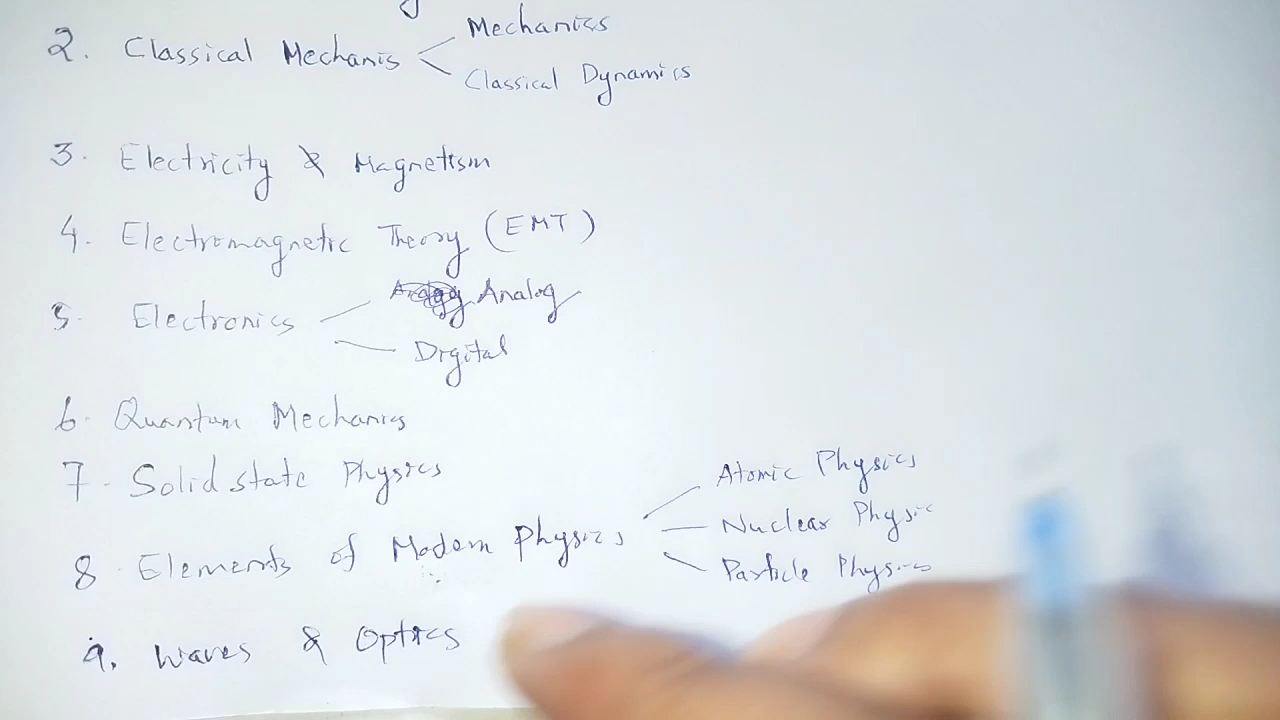 Mechanics
2. Classical Mechanis
Classical Dynamics
3. Electricity & Magnetism
4. Electromagnetic Theory (EMT)
Analog
5. Electronics
Digital
6. Quantum Mechanics
7. Solid state Physics
Atomic Physics
8. Elements of Modern Physics
Nuclear Physic
Particle Physics
9. Waves & Optics